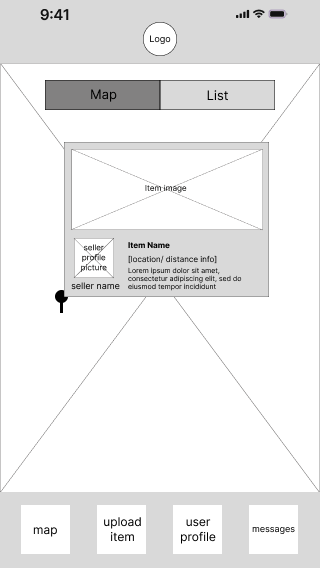 9:41
Logo
Map
List
Item image
seller
profile
picture
seller name
Item Name
[location/ distance info]
Lorem ipsum dolor sit amet,
consectetur adipiscing elit, sed do
eiusmod tempor incididunt
map
upload
item
user
profile
messages